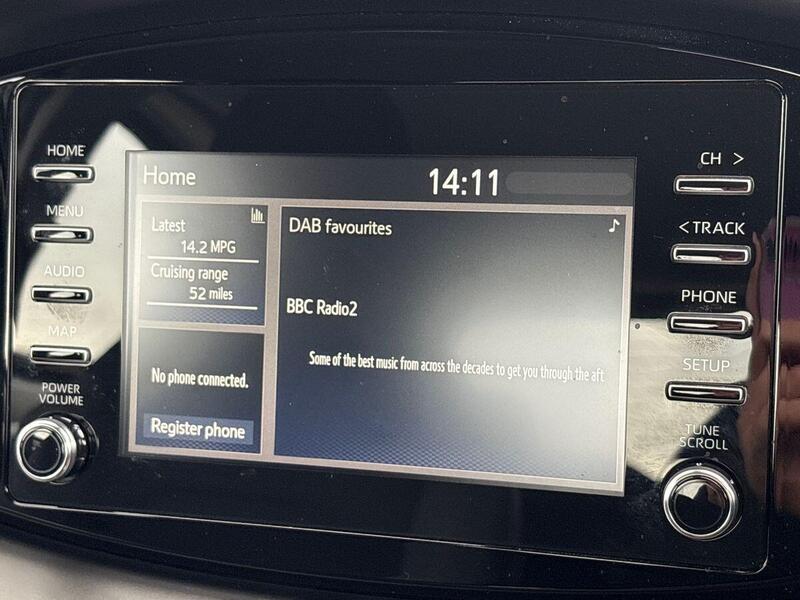 HOME
MENU
AUDIO
MAP
POWER
VOLUME
Home
14:11
Latest
14.2 MPG
Cruising range
52 miles
No phone connected.
Register phone
DAB favourites
BBC Radio2
Some of the best music from across the decades to get you through the aft
CH >
< TRACK
PHONE
SETUP
TUNE
SCROLL